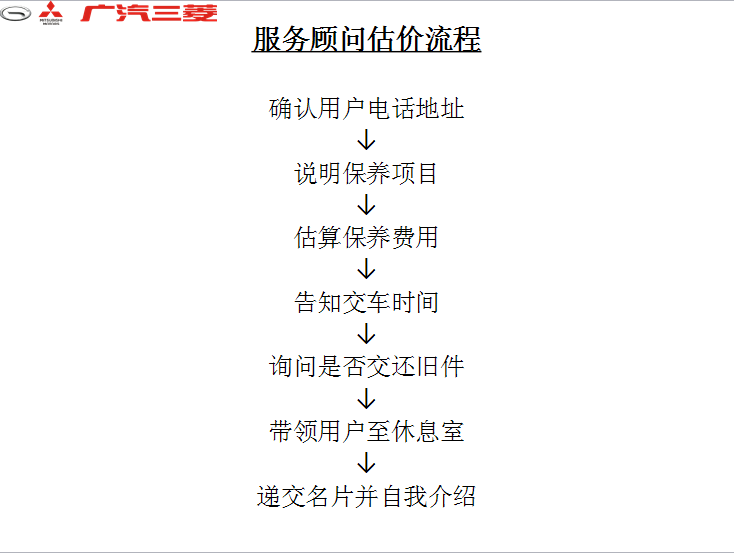 MITSUBISHI
MOTORS
广汽三菱
服务顾问估价流程
确认用户电话地址
↓
说明保养项目
↓
估算保养费用
↓
告知交车时间
↓
询问是否交还旧件
↓
带领用户至休息室
↓
递交名片并自我介绍